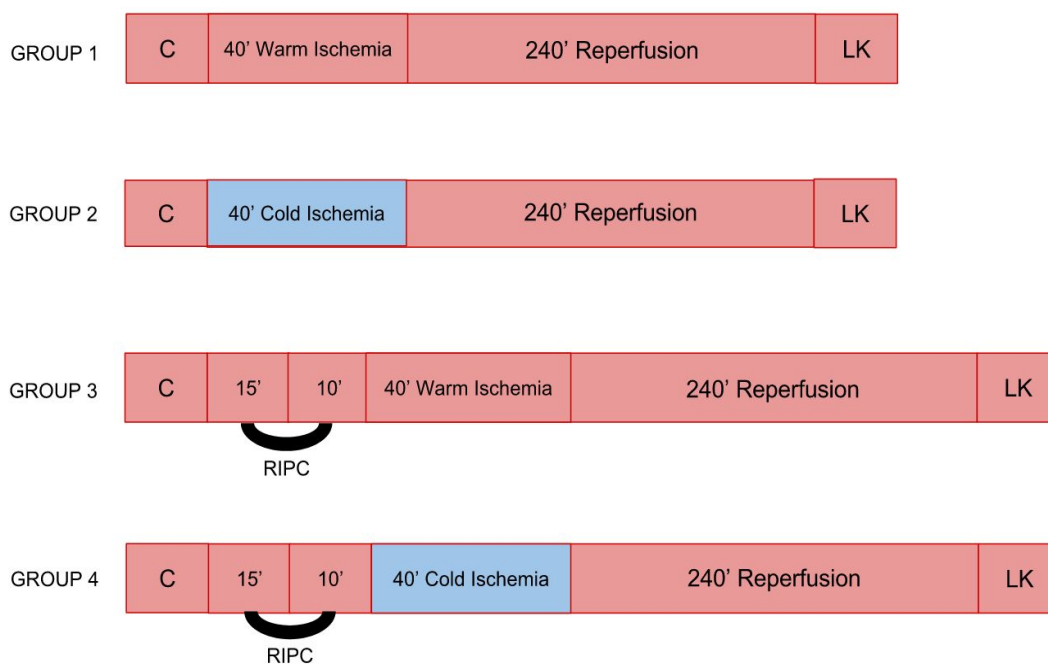 GROUP 1 C 40’ Warm Ischemia 240’ Reperfusion LK
GROUP 2 C 40’ Cold Ischemia 240’ Reperfusion LK
GROUP 3 C 15’ 10’ 40’ Warm Ischemia 240’ Reperfusion LK
RIPC
GROUP 4 C 15’ 10’ 40’ Cold Ischemia 240’ Reperfusion LK
RIPC